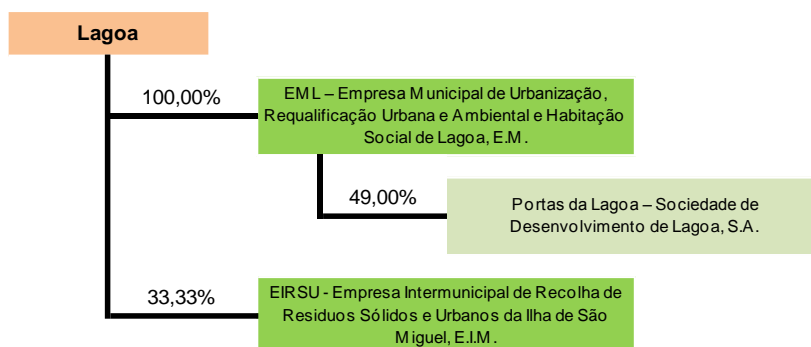 Lagoa
100,00%
EML – Empresa Municipal de Urbanização,
Requalificação Urbana e Ambiental e Habitação
Social de Lagoa, E.M.
49,00%
Portas da Lagoa – Sociedade de
Desenvolvimento de Lagoa, S.A.
33,33%
EIRSU - Empresa Intermunicipal de Recolha de
Residuos Sólidos e Urbanos da Ilha de São
Miguel, E.I.M.